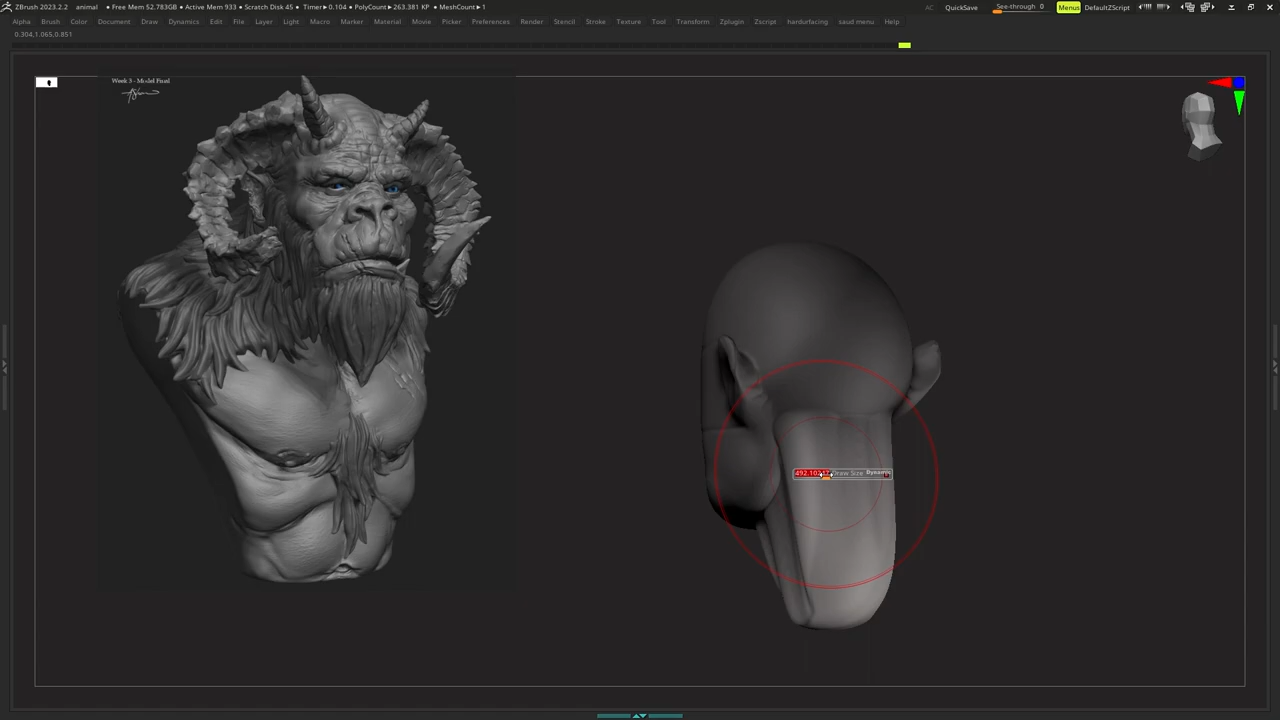 ZBrush 2023.2.2 animal • Free Mem 52.783GB • Active Mem 933 • Scratch Disk 45 • Timer▸0.104 • PolyCount▸263.381 KP • MeshCount▸1 AC QuickSave See-through 0 Menus DefaultZScript
Alpha Brush Color Document Draw Dynamics Edit File Layer Light Macro Marker Material Movie Picker Preferences Render Stencil Stroke Texture Tool Transform Zplugin Zscript hardurfacing saud menu Help
0.304,1.065,0.851
Week 3 - Model Final
Draw Size Dynamic